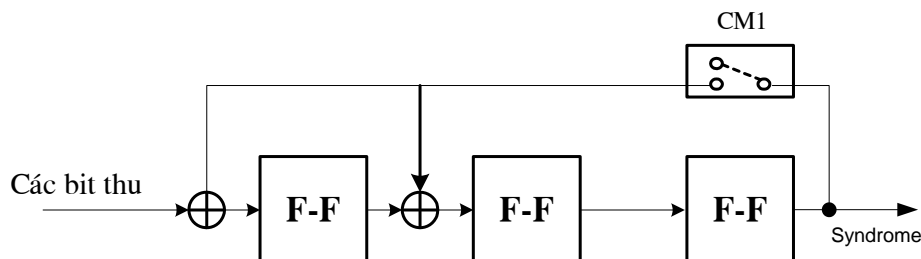 CM1
Các bit thu
F-F
F-F
F-F
Syndrome